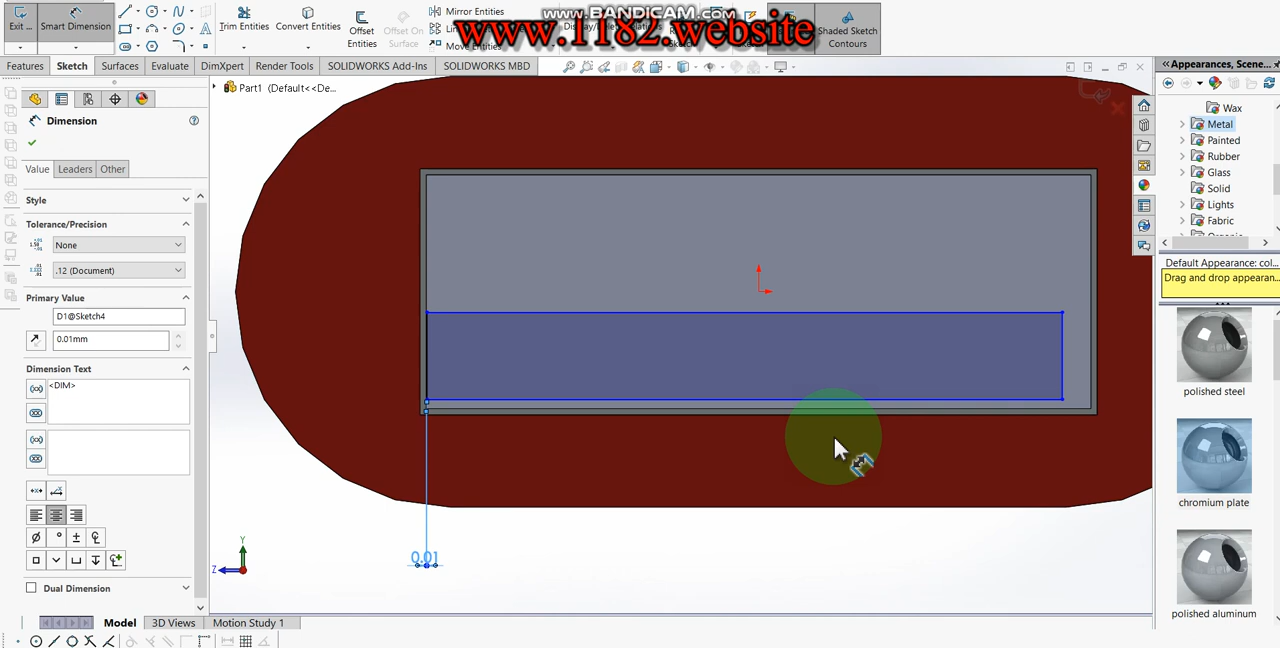 www.BANDICAM.com
www.1182.website
Exit ...
Smart Dimension
Trim Entities
Convert Entities
Offset Entities
Offset On Surface
Mirror Entities
Move Entities
Shaded Sketch Contours
Features
Sketch
Surfaces
Evaluate
DimXpert
Render Tools
SOLIDWORKS Add-Ins
SOLIDWORKS MBD
Appearances, Scene...
Part1 (Default<<De...
Dimension
Value
Leaders
Other
Style
Tolerance/Precision
None
.12 (Document)
Primary Value
D1@Sketch4
0.01mm
Dimension Text
<DIM>
Dual Dimension
0.01
Y
Z
Wax
Metal
Painted
Rubber
Glass
Solid
Lights
Fabric
Default Appearance: col...
Drag and drop appearan...
polished steel
chromium plate
polished aluminum
Model
3D Views
Motion Study 1